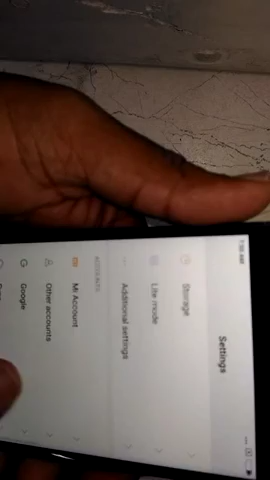 Settings
Storage
Lite mode
Additional settings
ACCOUNTS
Mi Account
Other accounts
Google